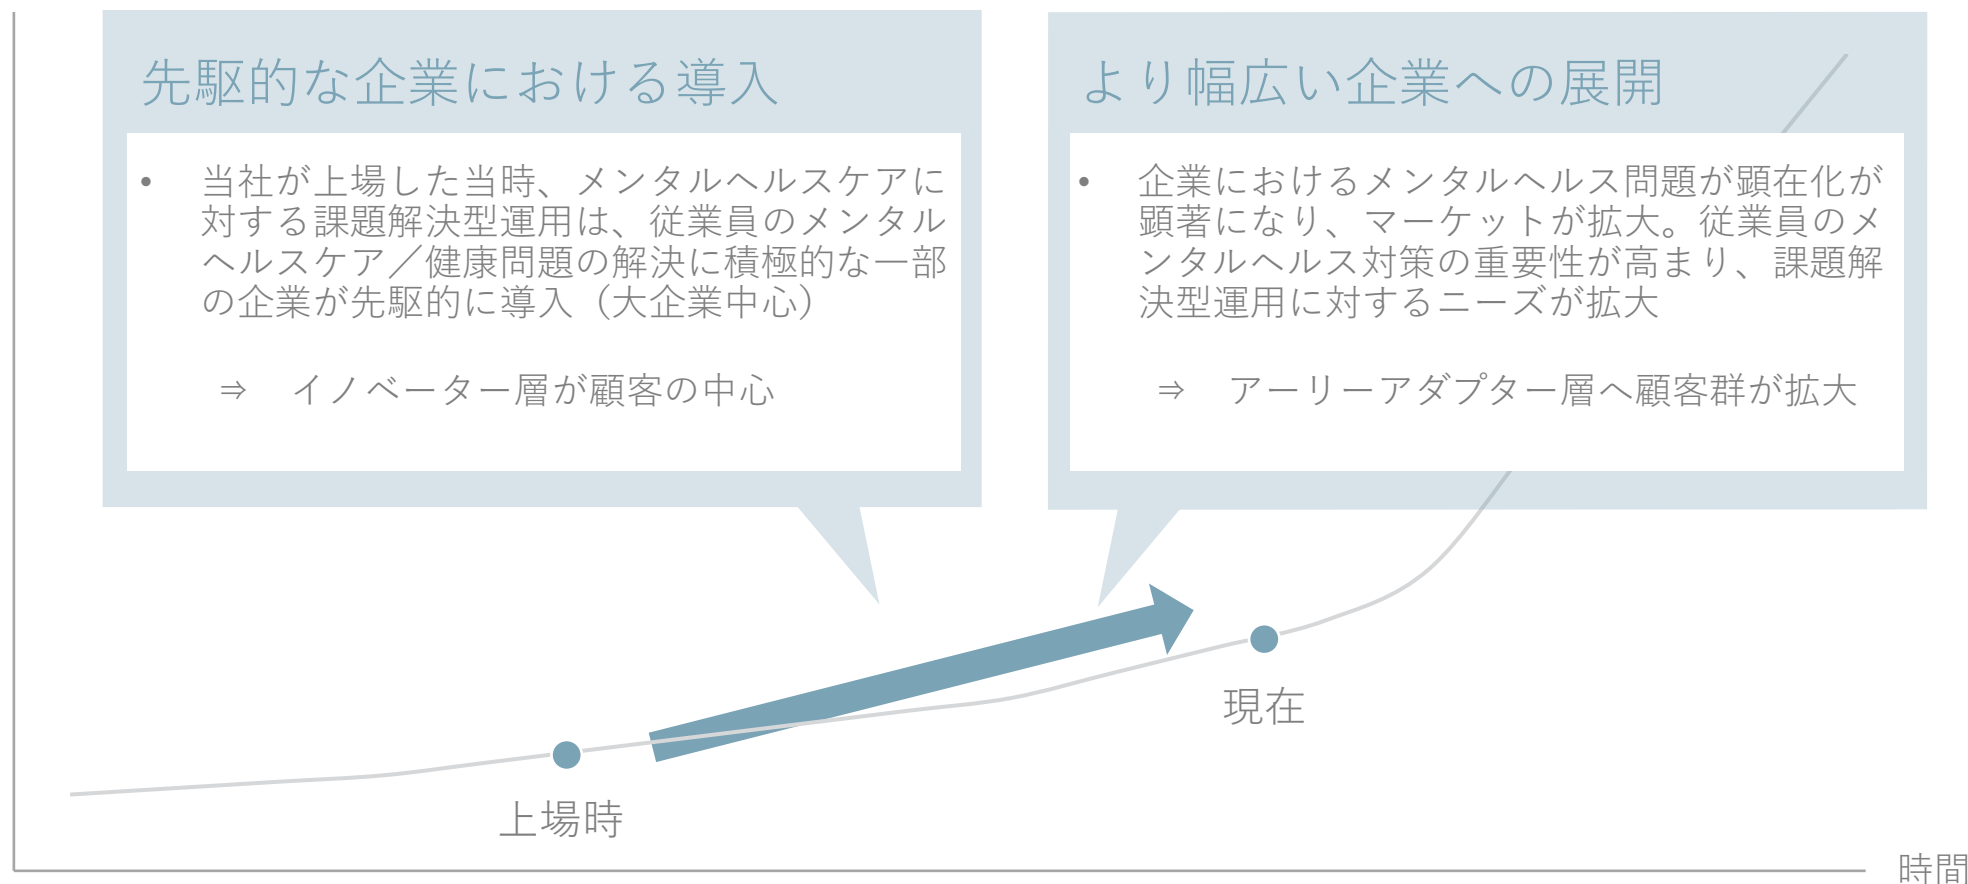 先駆的な企業における導入
• 当社が上場した当時、メンタルヘルスケアに
対する課題解決型運用は、従業員のメンタル
ヘルスケア／健康問題の解決に積極的な一部
の企業が先駆的に導入（大企業中心）
⇒ イノベーター層が顧客の中心
より幅広い企業への展開
• 企業におけるメンタルヘルス問題が顕在化が
顕著になり、マーケットが拡大。従業員のメ
ンタルヘルス対策の重要性が高まり、課題解
決型運用に対するニーズが拡大
⇒ アーリーアダプター層へ顧客群が拡大
現在
上場時
時間